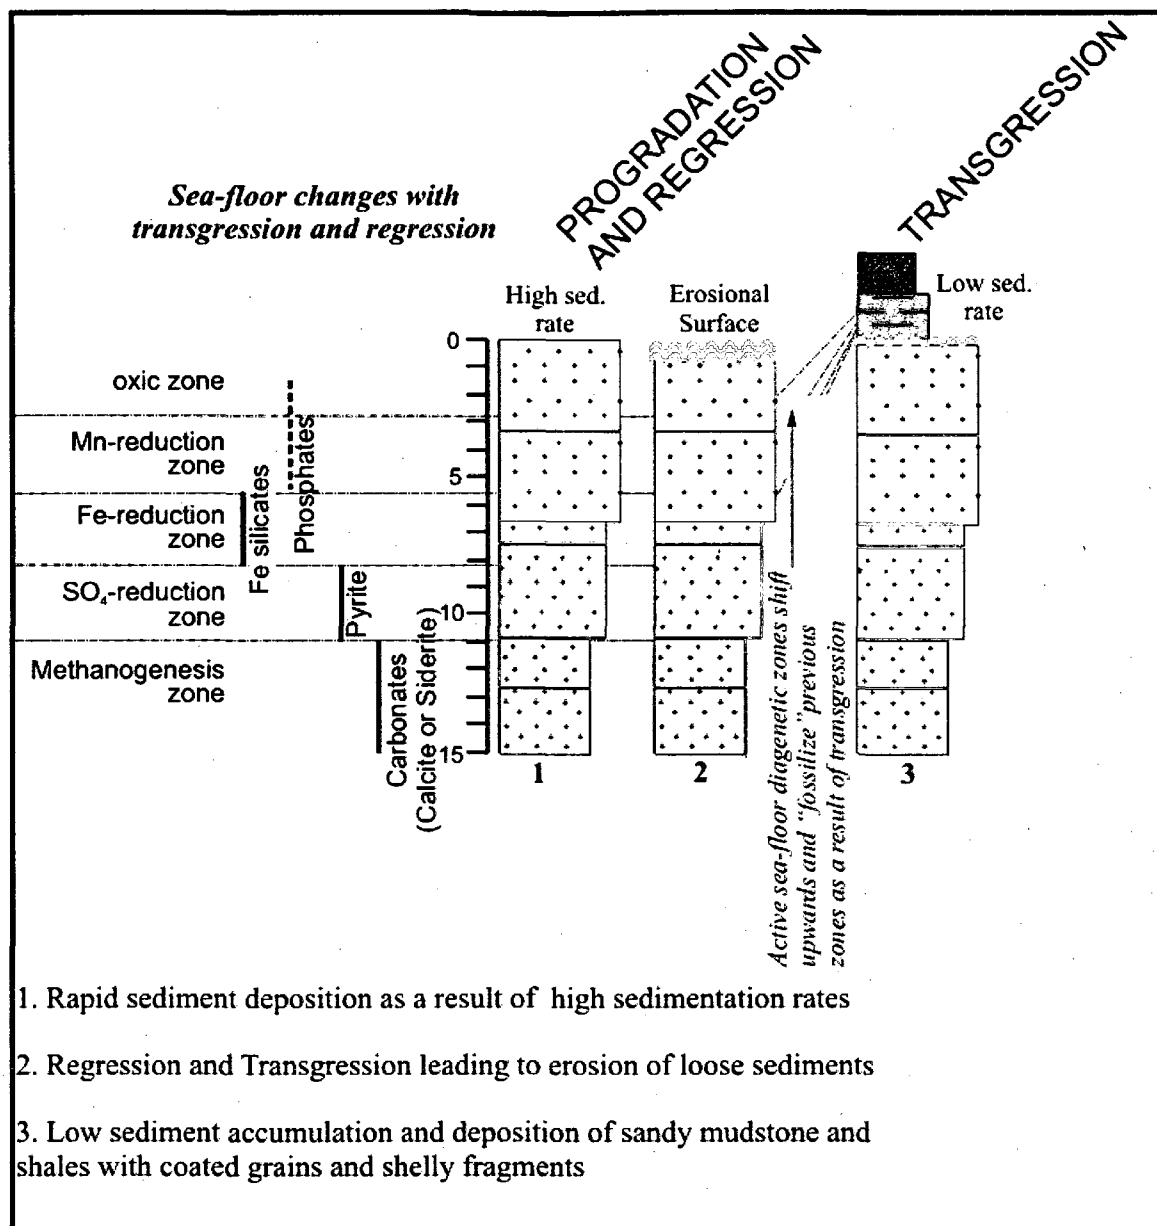 PROGRADATION
AND REGRESSION
TRANSGRESSION
Sea-floor changes with
transgression and regression
High sed.
rate
Erosional
Surface
Low sed.
rate
0
5
10
15
oxic zone
Mn-reduction
zone
Fe-reduction
zone
SO₄-reduction
zone
Methanogenesis
zone
Fe silicates
Phosphates
Pyrite
Carbonates
(Calcite or Siderite)
1
2
3
Active sea-floor diagenetic zones shift
upwards and "fossilize" previous
zones as a result of transgression
1. Rapid sediment deposition as a result of high sedimentation rates
2. Regression and Transgression leading to erosion of loose sediments
3. Low sediment accumulation and deposition of sandy mudstone and
shales with coated grains and shelly fragments